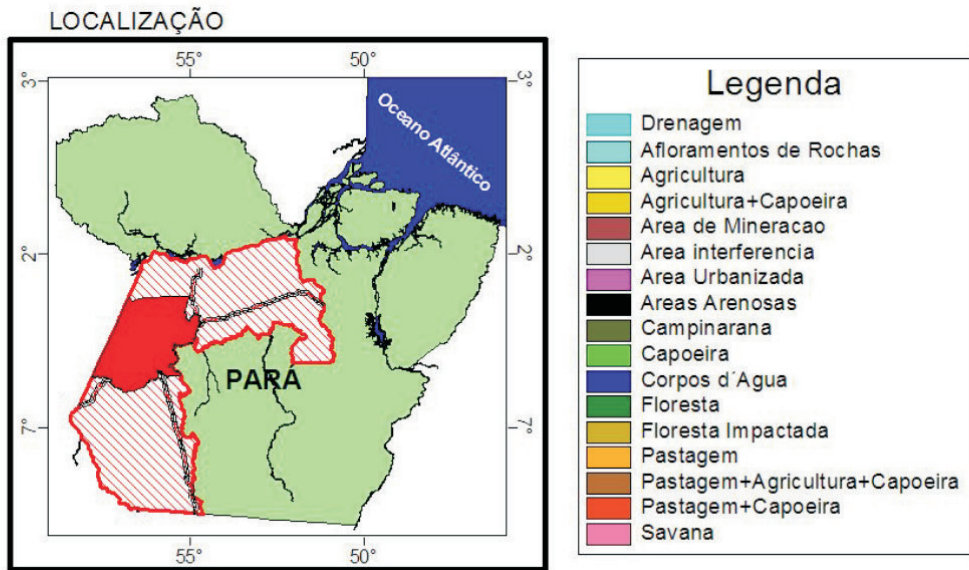 LOCALIZAÇÃO
55° 50°
3° 3°
Oceano Atlântico
2° 2°
PARÁ
7° 7°
55° 50°
Legenda
Drenagem
Afloramentos de Rochas
Agricultura
Agricultura+Capoeira
Area de Mineracao
Area interferencia
Area Urbanizada
Areas Arenosas
Campinarana
Capoeira
Corpos d´Agua
Floresta
Floresta Impactada
Pastagem
Pastagem+Agricultura+Capoeira
Pastagem+Capoeira
Savana